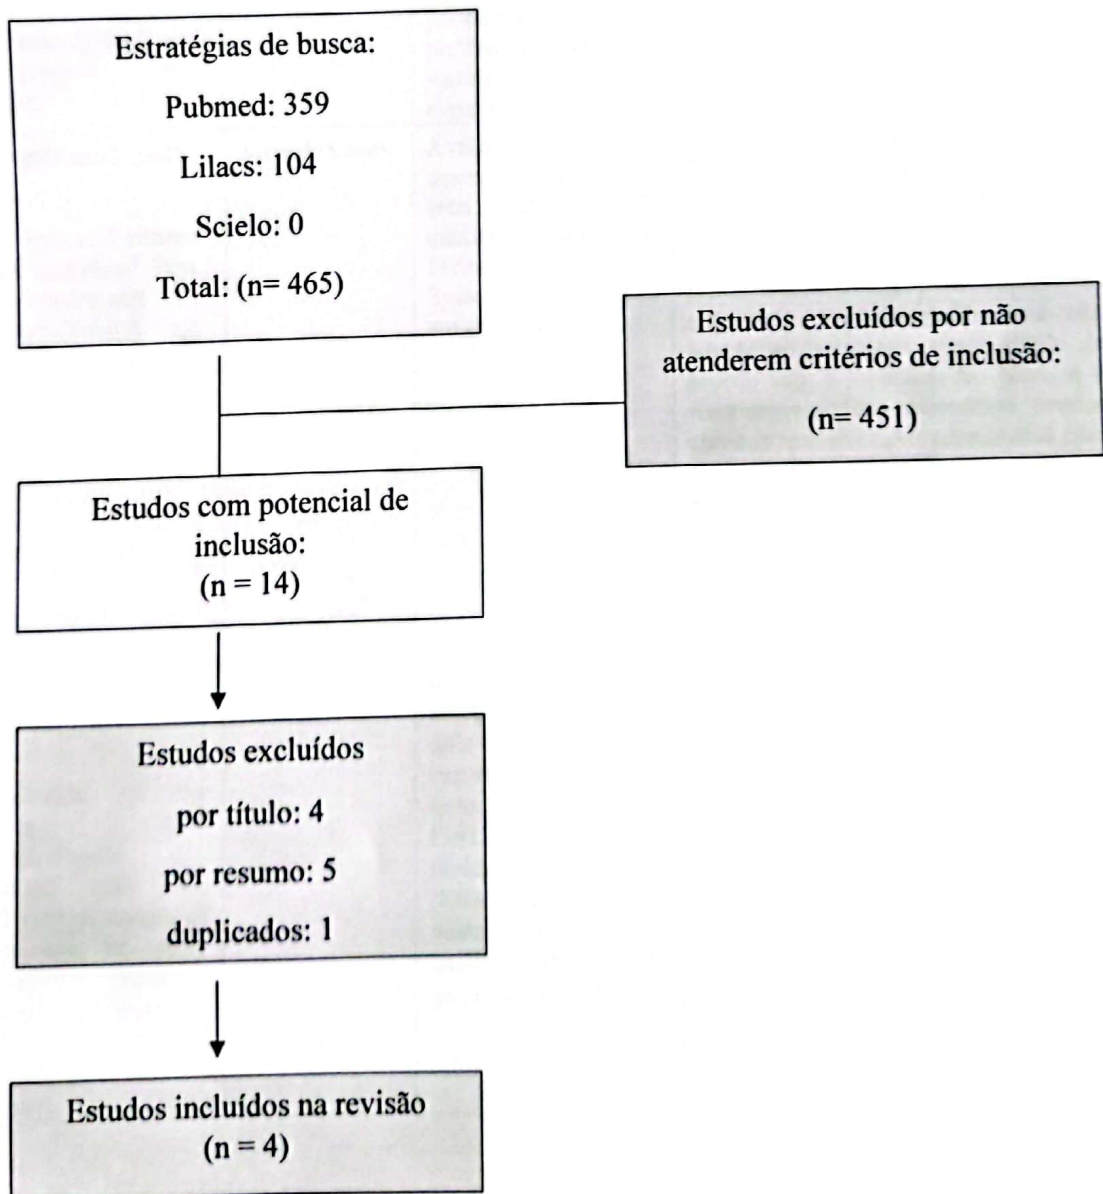 Estratégias de busca:
Pubmed: 359
Lilacs: 104
Scielo: 0
Total: (n= 465)
Estudos excluídos por não
atenderem critérios de inclusão:
(n= 451)
Estudos com potencial de
inclusão:
(n = 14)
Estudos excluídos
por título: 4
por resumo: 5
duplicados: 1
Estudos incluídos na revisão
(n = 4)